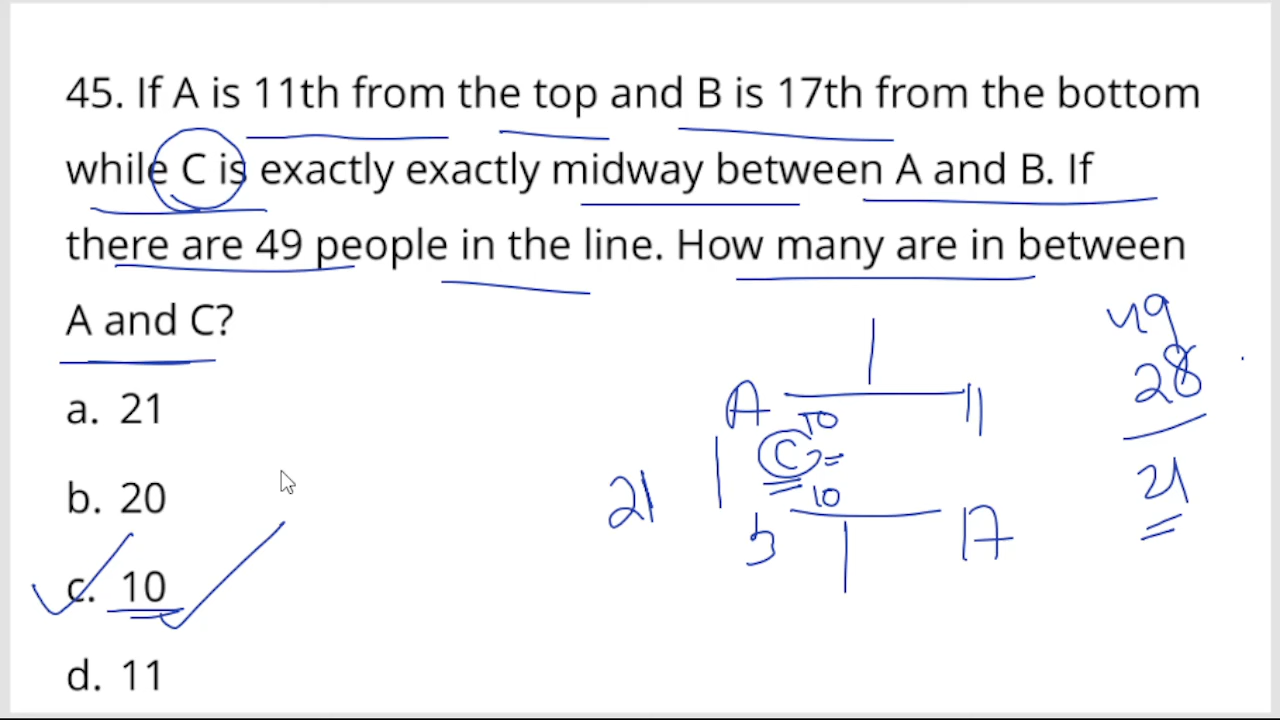 45. If A is 11th from the top and B is 17th from the bottom
while C is exactly exactly midway between A and B. If
there are 49 people in the line. How many are in between
A and C?
a. 21
b. 20
c. 10
d. 11
49
28
21
A 11
10
C
10
21
b 17